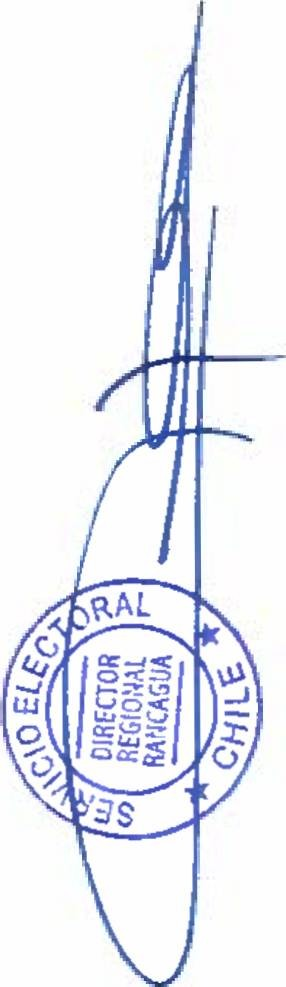 SERVICIO ELECTORAL
DIRECTOR
REGIONAL
RANCAGUA
★ CHILE ★